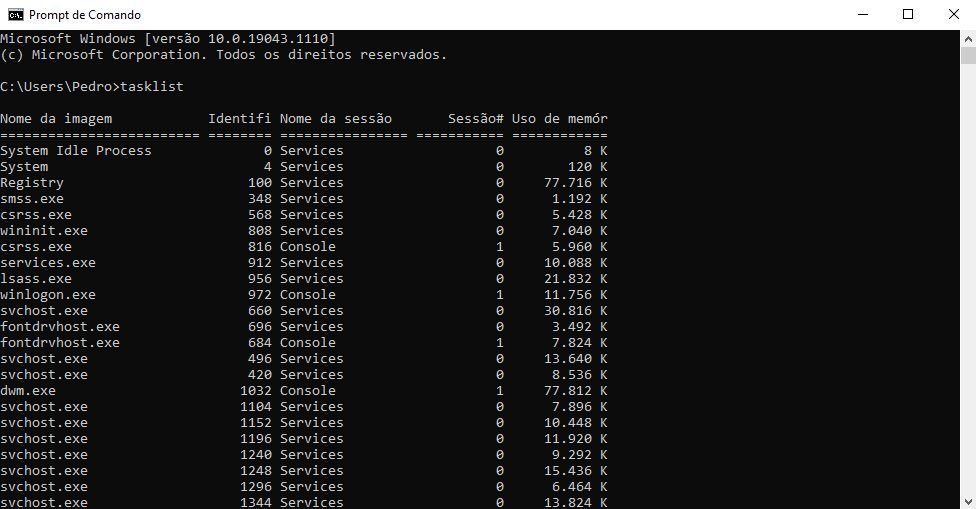 Prompt de Comando
Microsoft Windows [versão 10.0.19043.1110]
(c) Microsoft Corporation. Todos os direitos reservados.
C:\Users\Pedro>tasklist
Nome da imagem Identifi Nome da sessão Sessão# Uso de memór
========================= ======== ================ =========== ============
System Idle Process 0 Services 0 8 K
System 4 Services 0 120 K
Registry 100 Services 0 77.716 K
smss.exe 348 Services 0 1.192 K
csrss.exe 568 Services 0 5.428 K
wininit.exe 808 Services 0 7.040 K
csrss.exe 816 Console 1 5.960 K
services.exe 912 Services 0 10.088 K
lsass.exe 956 Services 0 21.832 K
winlogon.exe 972 Console 1 11.756 K
svchost.exe 660 Services 0 30.816 K
fontdrvhost.exe 696 Services 0 3.492 K
fontdrvhost.exe 684 Console 1 7.824 K
svchost.exe 496 Services 0 13.640 K
svchost.exe 420 Services 0 8.536 K
dwm.exe 1032 Console 1 77.812 K
svchost.exe 1104 Services 0 7.896 K
svchost.exe 1152 Services 0 10.448 K
svchost.exe 1196 Services 0 11.920 K
svchost.exe 1240 Services 0 9.292 K
svchost.exe 1248 Services 0 15.436 K
svchost.exe 1296 Services 0 6.464 K
svchost.exe 1344 Services 0 13.824 K